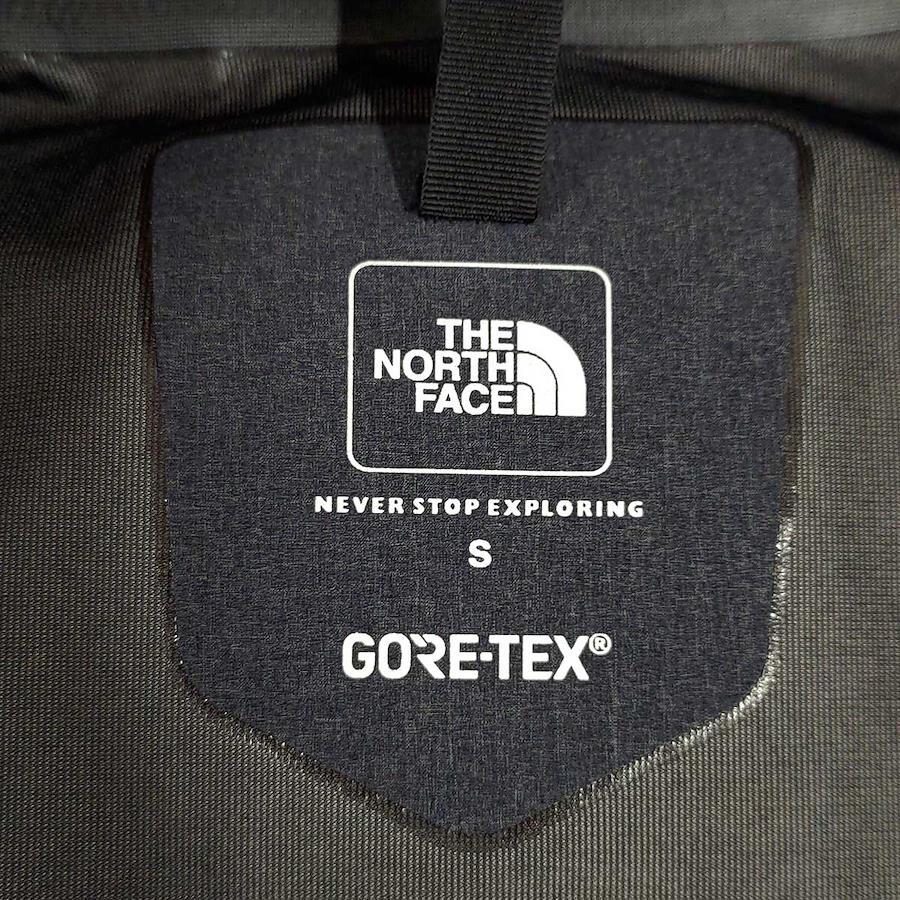 THE
NORTH
FACE
NEVER STOP EXPLORING
S
GORE-TEX®